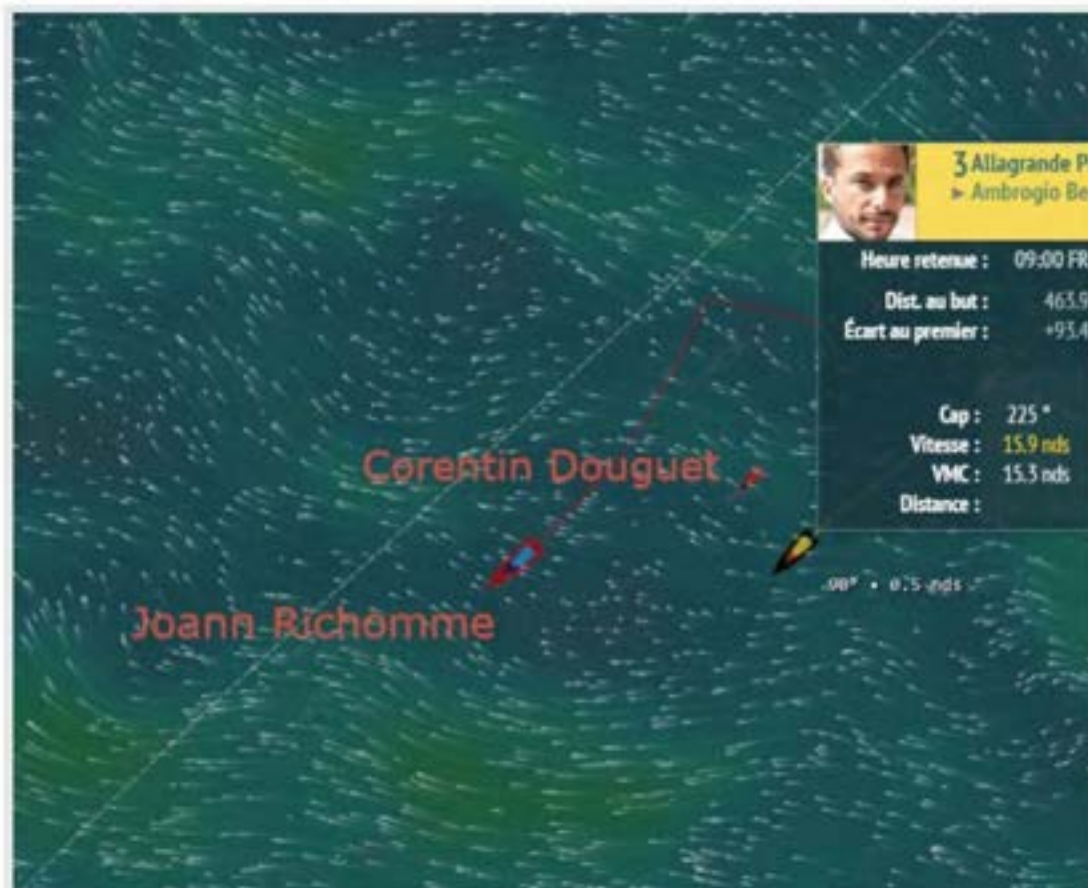 3 Allagrande P
► Ambrogio Be
Heure retenue : 09:00 FR
Dist. au but : 463.9
Écart au premier : +93.4
Cap : 225 °
Vitesse : 15.9 nds
VMC : 15.3 nds
Distance :
Corentin Douguet
90° • 0.5 nds
Joann Richomme